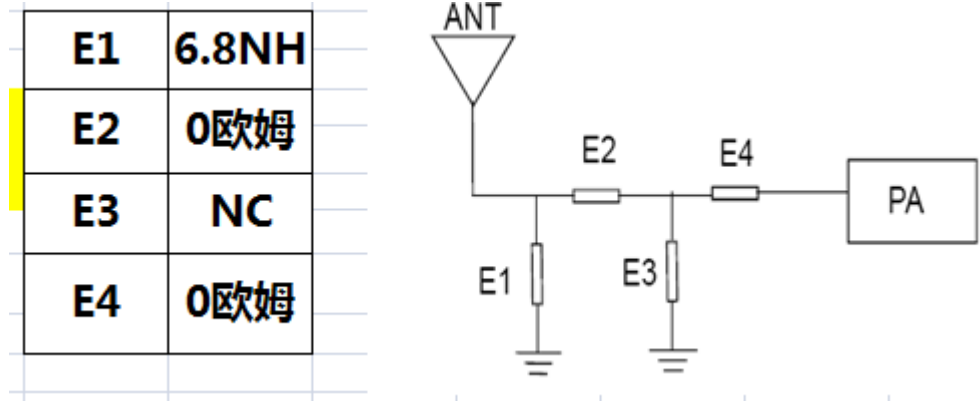 E1 6.8NH
E2 0欧姆
E3 NC
E4 0欧姆
ANT
E2
E4
PA
E1
E3